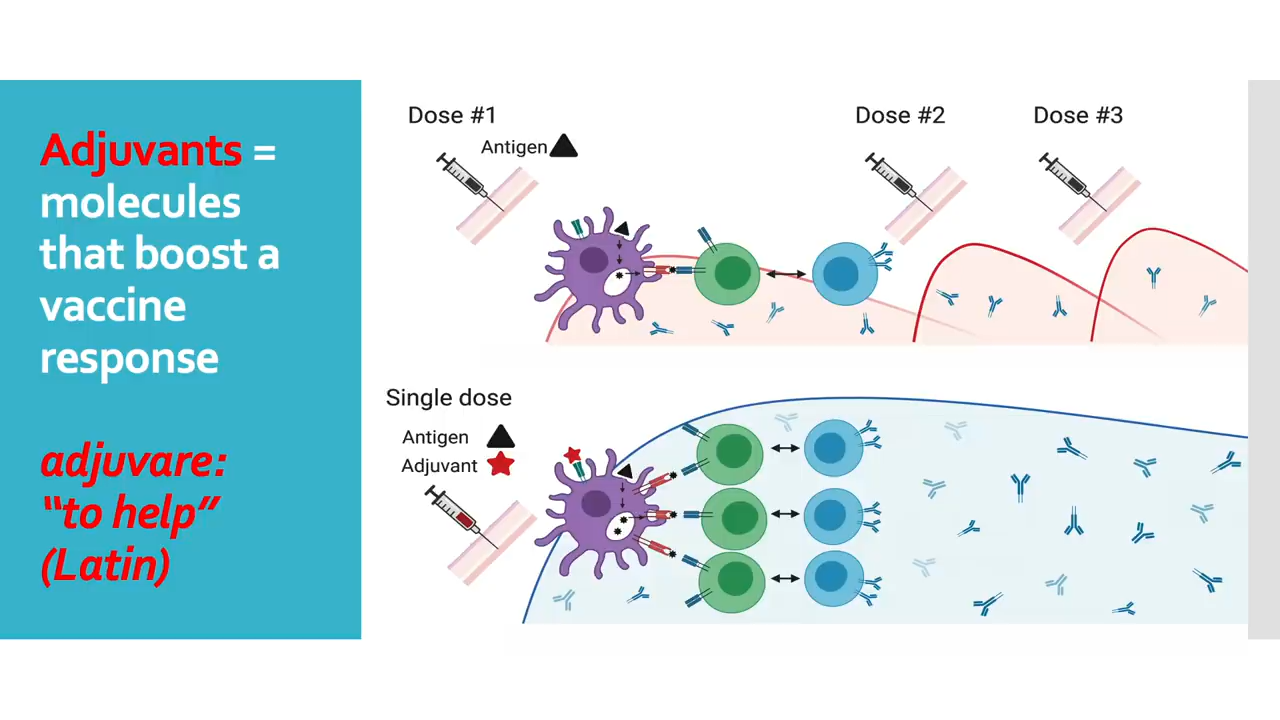 Adjuvants =
molecules
that boost a
vaccine
response
adjuvare:
“to help”
(Latin)
Dose #1
Antigen
Dose #2
Dose #3
Single dose
Antigen
Adjuvant